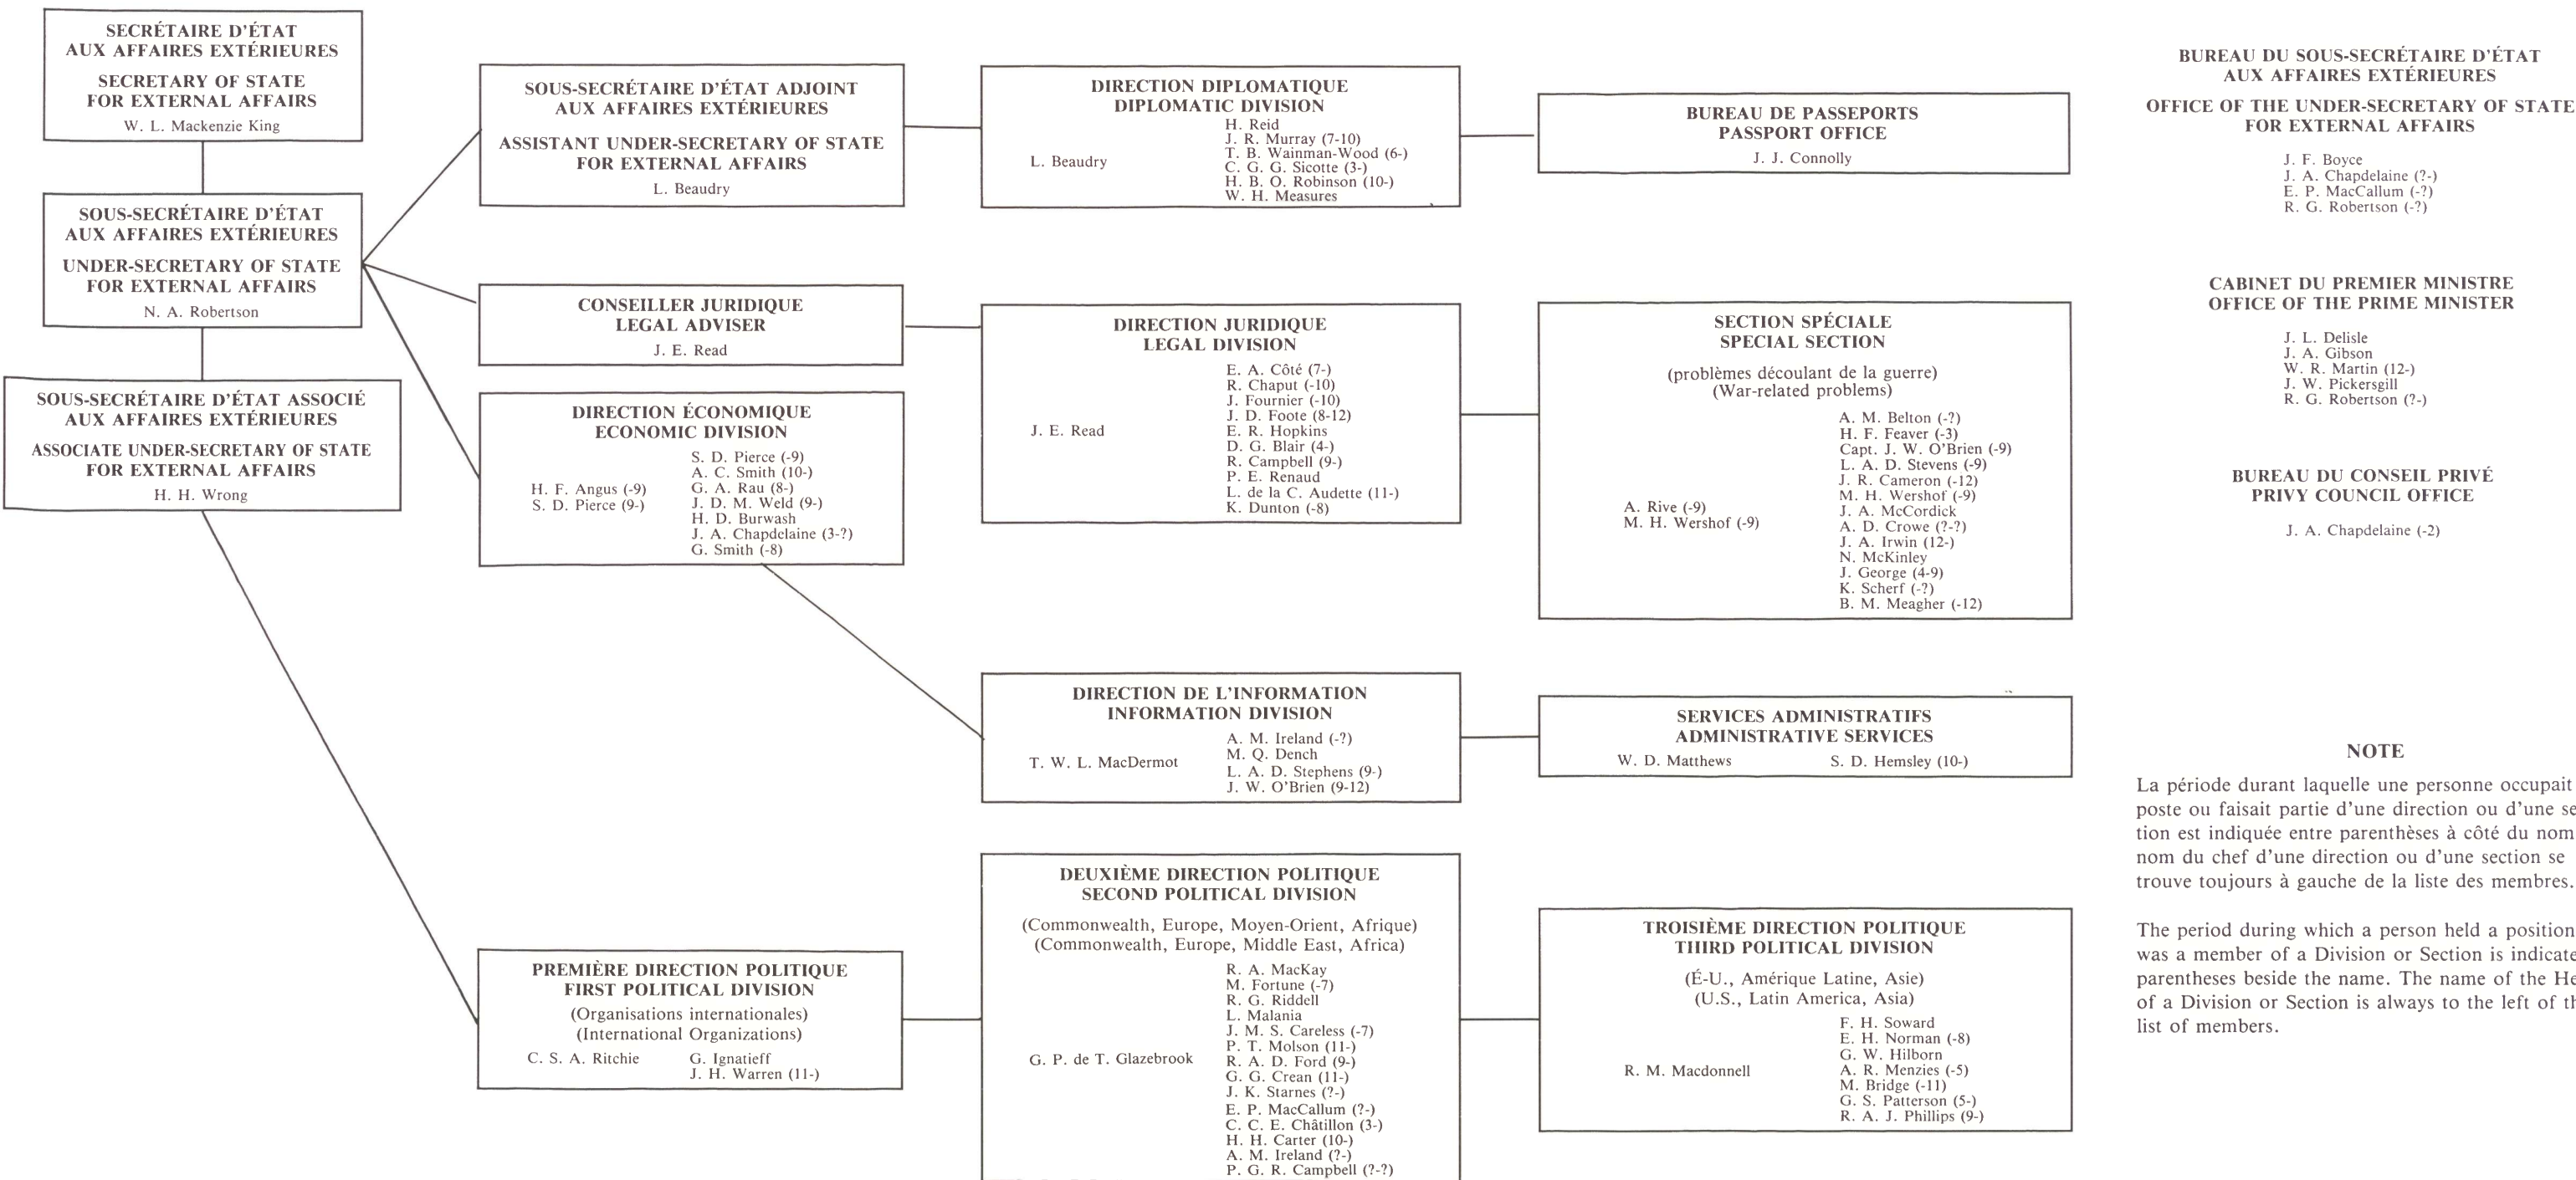 SECRÉTAIRE D'ÉTAT
AUX AFFAIRES EXTÉRIEURES
SECRETARY OF STATE
FOR EXTERNAL AFFAIRS
W. L. Mackenzie King
SOUS-SECRÉTAIRE D'ÉTAT
AUX AFFAIRES EXTÉRIEURES
UNDER-SECRETARY OF STATE
FOR EXTERNAL AFFAIRS
N. A. Robertson
SOUS-SECRÉTAIRE D'ÉTAT ASSOCIÉ
AUX AFFAIRES EXTÉRIEURES
ASSOCIATE UNDER-SECRETARY OF STATE
FOR EXTERNAL AFFAIRS
H. H. Wrong
SOUS-SECRÉTAIRE D'ÉTAT ADJOINT
AUX AFFAIRES EXTÉRIEURES
ASSISTANT UNDER-SECRETARY OF STATE
FOR EXTERNAL AFFAIRS
L. Beaudry
CONSEILLER JURIDIQUE
LEGAL ADVISER
J. E. Read
DIRECTION ÉCONOMIQUE
ECONOMIC DIVISION
H. F. Angus (-9)
S. D. Pierce (9-)
S. D. Pierce (-9)
A. C. Smith (10-)
G. A. Rau (8-)
J. D. M. Weld (9-)
H. D. Burwash
J. A. Chapdelaine (3-?)
G. Smith (-8)
PREMIÈRE DIRECTION POLITIQUE
FIRST POLITICAL DIVISION
(Organisations internationales)
(International Organizations)
C. S. A. Ritchie
G. Ignatieff
J. H. Warren (11-)
DIRECTION DIPLOMATIQUE
DIPLOMATIC DIVISION
L. Beaudry
H. Reid
J. R. Murray (7-10)
T. B. Wainman-Wood (6-)
C. G. G. Sicotte (3-)
H. B. O. Robinson (10-)
W. H. Measures
DIRECTION JURIDIQUE
LEGAL DIVISION
J. E. Read
E. A. Côté (7-)
R. Chaput (-10)
J. Fournier (-10)
J. D. Foote (8-12)
E. R. Hopkins
D. G. Blair (4-)
R. Campbell (9-)
P. E. Renaud
L. de la C. Audette (11-)
K. Dunton (-8)
DIRECTION DE L'INFORMATION
INFORMATION DIVISION
T. W. L. MacDermot
A. M. Ireland (-?)
M. Q. Dench
L. A. D. Stephens (9-)
J. W. O'Brien (9-12)
DEUXIÈME DIRECTION POLITIQUE
SECOND POLITICAL DIVISION
(Commonwealth, Europe, Moyen-Orient, Afrique)
(Commonwealth, Europe, Middle East, Africa)
G. P. de T. Glazebrook
R. A. MacKay
M. Fortune (-7)
R. G. Riddell
L. Malania
J. M. S. Careless (-7)
P. T. Molson (11-)
R. A. D. Ford (9-)
G. G. Crean (11-)
J. K. Starnes (?-)
E. P. MacCallum (?-)
C. C. E. Châtillon (3-)
H. H. Carter (10-)
A. M. Ireland (?-)
P. G. R. Campbell (?-?)
BUREAU DE PASSEPORTS
PASSPORT OFFICE
J. J. Connolly
SECTION SPÉCIALE
SPECIAL SECTION
(problèmes découlant de la guerre)
(War-related problems)
A. Rive (-9)
M. H. Wershof (-9)
A. M. Belton (-?)
H. F. Feaver (-3)
Capt. J. W. O'Brien (-9)
L. A. D. Stevens (-9)
J. R. Cameron (-12)
M. H. Wershof (-9)
J. A. McCordick
A. D. Crowe (?-?)
J. A. Irwin (12-)
N. McKinley
J. George (4-9)
K. Scherf (-?)
B. M. Meagher (-12)
SERVICES ADMINISTRATIFS
ADMINISTRATIVE SERVICES
W. D. Matthews
S. D. Hemsley (10-)
TROISIÈME DIRECTION POLITIQUE
THIRD POLITICAL DIVISION
(É-U., Amérique Latine, Asie)
(U.S., Latin America, Asia)
R. M. Macdonnell
F. H. Soward
E. H. Norman (-8)
G. W. Hilborn
A. R. Menzies (-5)
M. Bridge (-11)
G. S. Patterson (5-)
R. A. J. Phillips (9-)
BUREAU DU SOUS-SECRÉTAIRE D'ÉTAT
AUX AFFAIRES EXTÉRIEURES
OFFICE OF THE UNDER-SECRETARY OF STATE
FOR EXTERNAL AFFAIRS
J. F. Boyce
J. A. Chapdelaine (?-)
E. P. MacCallum (-?)
R. G. Robertson (-?)
CABINET DU PREMIER MINISTRE
OFFICE OF THE PRIME MINISTER
J. L. Delisle
J. A. Gibson
W. R. Martin (12-)
J. W. Pickersgill
R. G. Robertson (?-)
BUREAU DU CONSEIL PRIVÉ
PRIVY COUNCIL OFFICE
J. A. Chapdelaine (-2)
NOTE
La période durant laquelle une personne occupait
poste ou faisait partie d'une direction ou d'une se
tion est indiquée entre parenthèses à côté du nom
nom du chef d'une direction ou d'une section se
trouve toujours à gauche de la liste des membres.
The period during which a person held a position
was a member of a Division or Section is indicate
parentheses beside the name. The name of the He
of a Division or Section is always to the left of th
list of members.